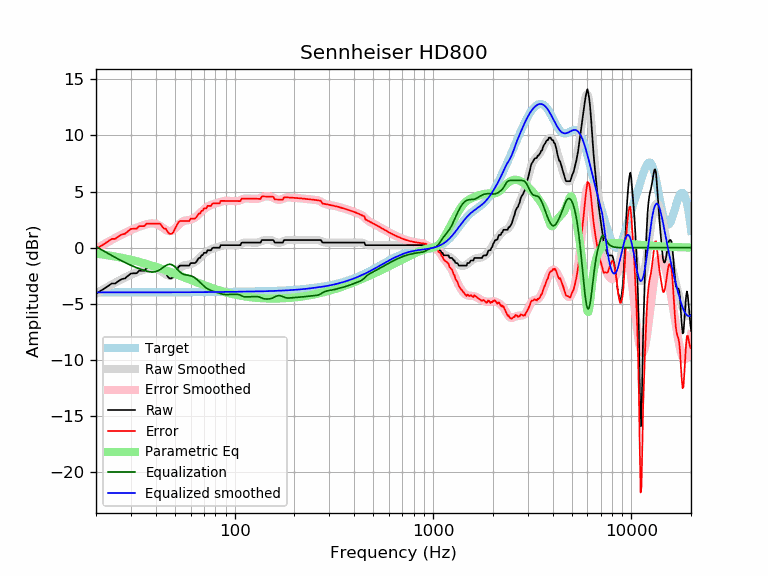 Sennheiser HD800
Amplitude (dBr)
15
10
5
0
−5
−10
−15
−20
Target
Raw Smoothed
Error Smoothed
Raw
Error
Parametric Eq
Equalization
Equalized smoothed
100
1000
10000
Frequency (Hz)